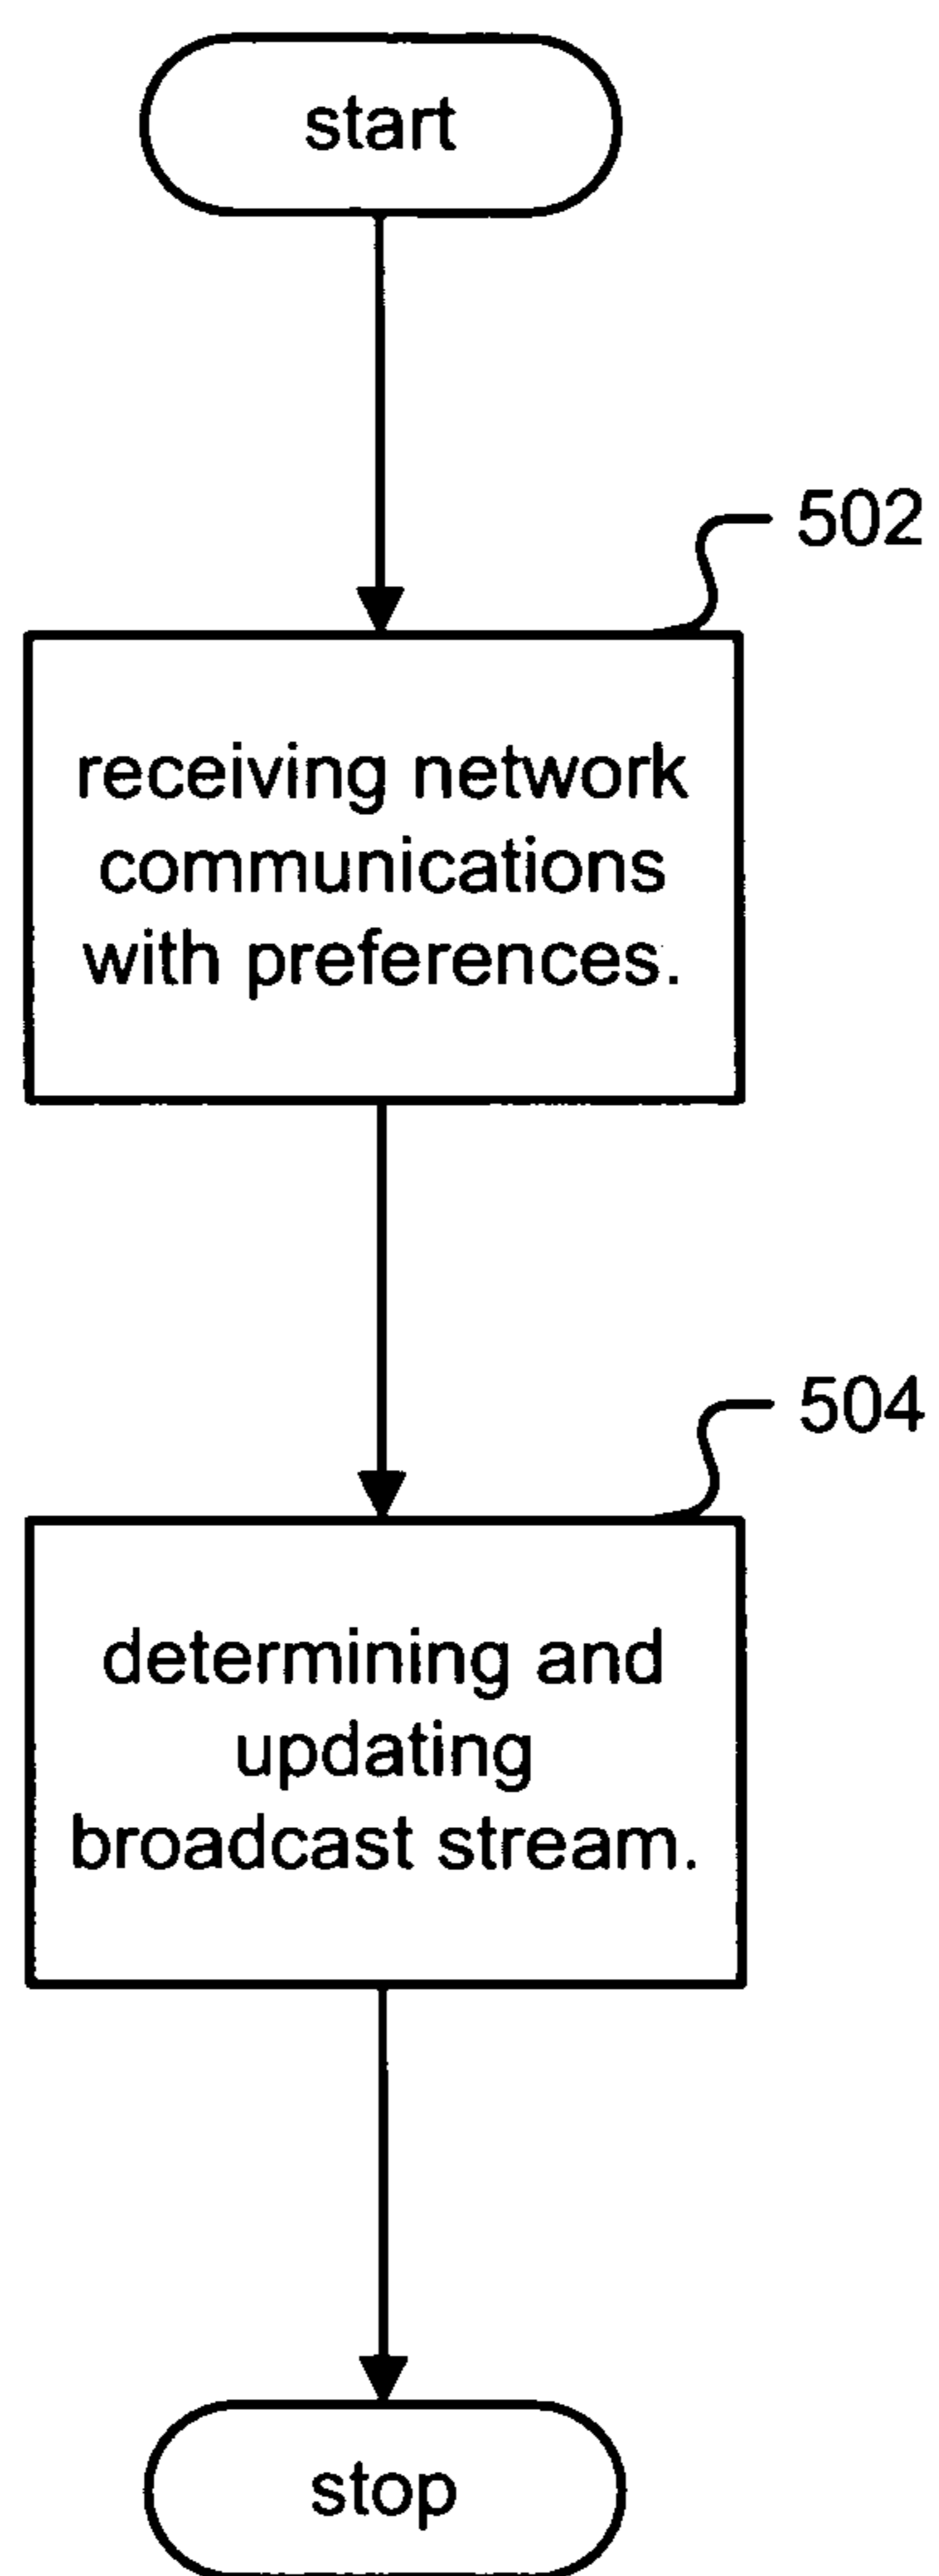 start
502
receiving network
communications
with preferences.
504
determining and
updating
broadcast stream.
stop